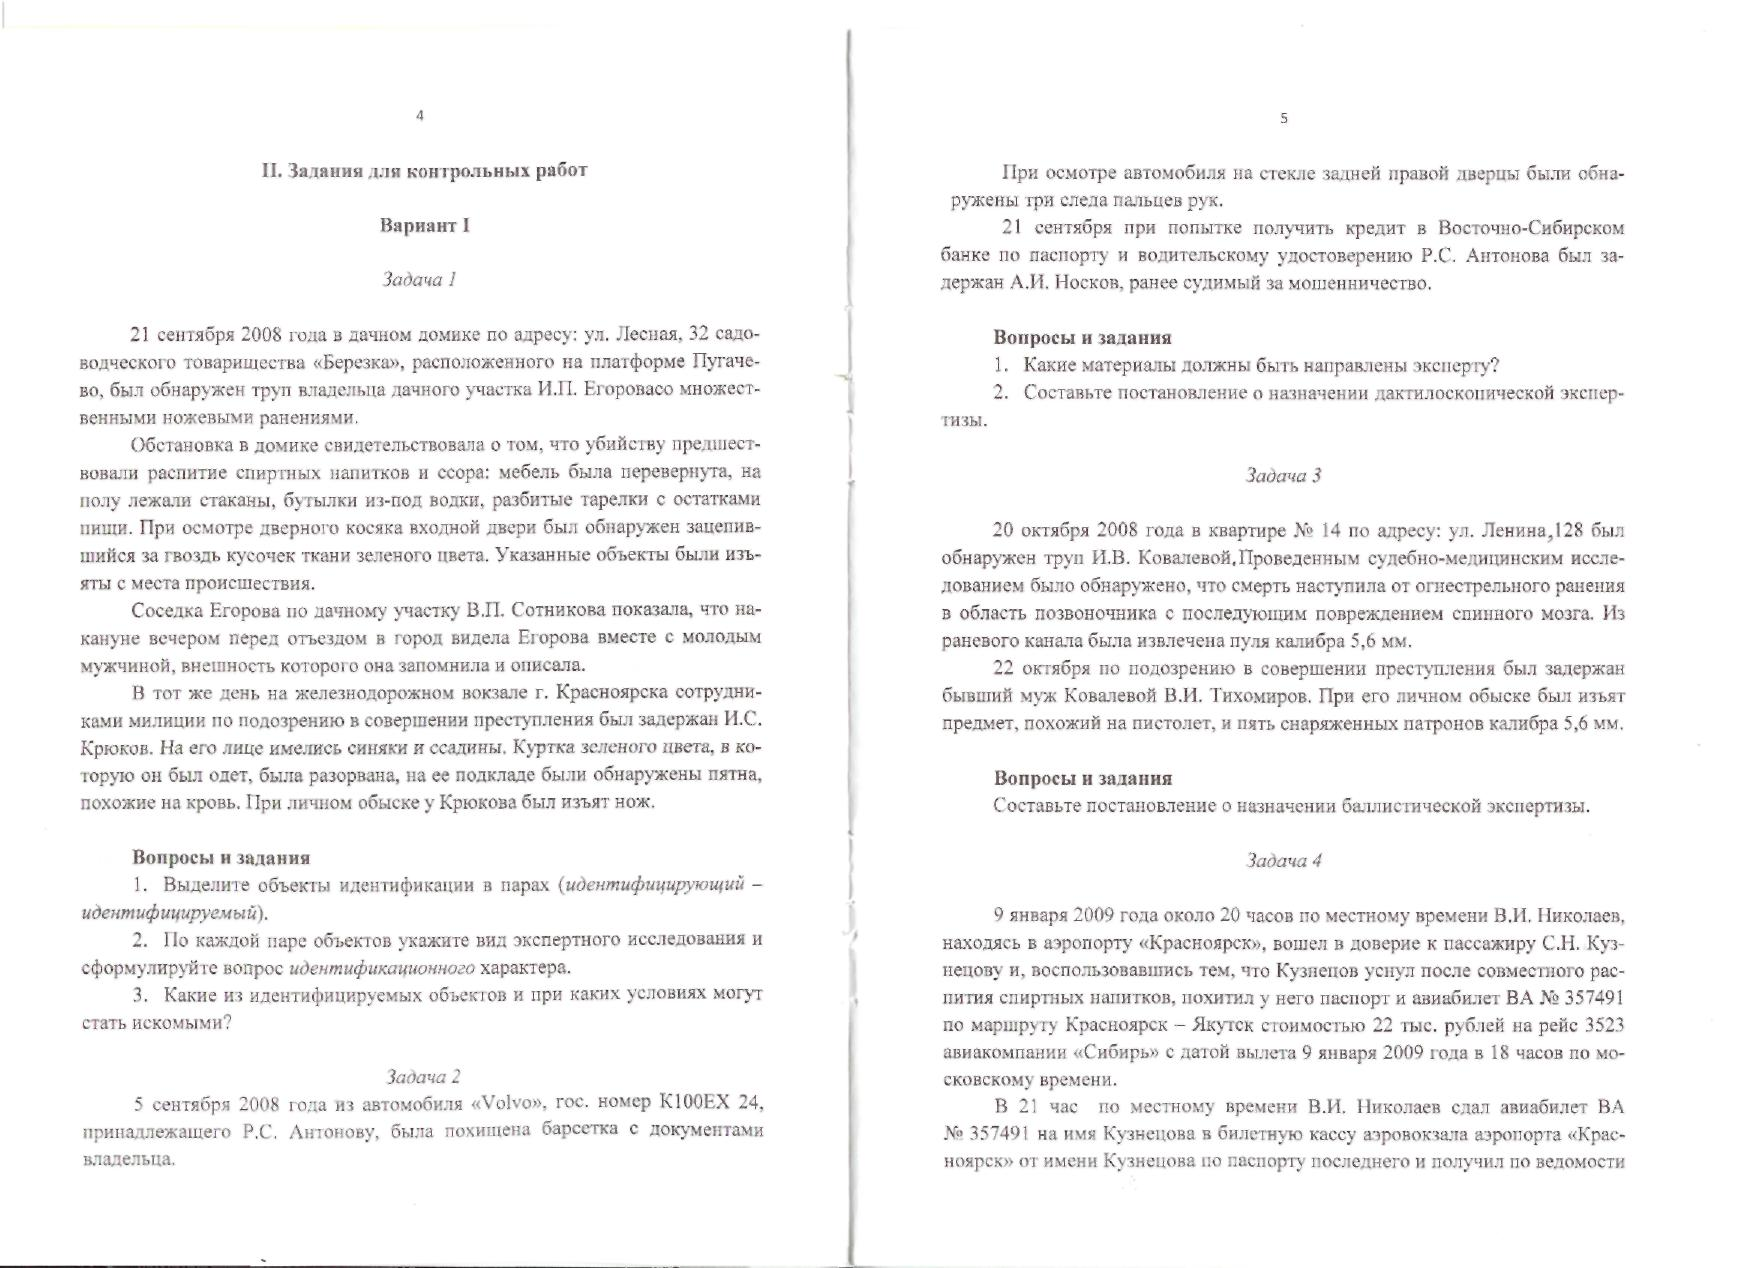 4
II. Задания для контрольных работ
Вариант I
Задача 1
21 сентября 2008 года в дачном домике по адресу: ул. Лесная, 32 садо-
водческого товарищества «Березка», расположенного на платформе Пугаче-
во, был обнаружен труп владельца дачного участка И.П. Егоровасо множест-
венными ножевыми ранениями.
Обстановка в домике свидетельствовала о том, что убийству предшест-
вовали распитие спиртных напитков и ссора: мебель была перевернута, на
полу лежали стаканы, бутылки из-под водки, разбитые тарелки с остатками
пищи. При осмотре дверного косяка входной двери был обнаружен зацепив-
шийся за гвоздь кусочек ткани зеленого цвета. Указанные объекты были изъ-
яты с места происшествия.
Соседка Егорова по дачному участку В.П. Сотникова показала, что на-
кануне вечером перед отъездом в город видела Егорова вместе с молодым
мужчиной, внешность которого она запомнила и описала.
В тот же день на железнодорожном вокзале г. Красноярска сотрудни-
ками милиции по подозрению в совершении преступления был задержан И.С.
Крюков. На его лице имелись синяки и ссадины. Куртка зеленого цвета, в ко-
торую он был одет, была разорвана, на ее подкладе были обнаружены пятна,
похожие на кровь. При личном обыске у Крюкова был изъят нож.
Вопросы и задания
1. Выделите объекты идентификации в парах (идентифицирующий –
идентифицируемый).
2. По каждой паре объектов укажите вид экспертного исследования и
сформулируйте вопрос идентификационного характера.
3. Какие из идентифицируемых объектов и при каких условиях могут
стать искомыми?
Задача 2
5 сентября 2008 года из автомобиля «Volvo», гос. номер К100ЕХ 24,
принадлежащего Р.С. Антонову, была похищена барсетка с документами
владельца.
5
При осмотре автомобиля на стекле задней правой дверцы были обна-
ружены три следа пальцев рук.
21 сентября при попытке получить кредит в Восточно-Сибирском
банке по паспорту и водительскому удостоверению Р.С. Антонова был за-
держан А.И. Носков, ранее судимый за мошенничество.
Вопросы и задания
1. Какие материалы должны быть направлены эксперту?
2. Составьте постановление о назначении дактилоскопической экспер-
тизы.
Задача 3
20 октября 2008 года в квартире № 14 по адресу: ул. Ленина,128 был
обнаружен труп И.В. Ковалевой.Проведенным судебно-медицинским иссле-
дованием было обнаружено, что смерть наступила от огнестрельного ранения
в область позвоночника с последующим повреждением спинного мозга. Из
раневого канала была извлечена пуля калибра 5,6 мм.
22 октября по подозрению в совершении преступления был задержан
бывший муж Ковалевой В.И. Тихомиров. При его личном обыске был изъят
предмет, похожий на пистолет, и пять снаряженных патронов калибра 5,6 мм.
Вопросы и задания
Составьте постановление о назначении баллистической экспертизы.
Задача 4
9 января 2009 года около 20 часов по местному времени В.И. Николаев,
находясь в аэропорту «Красноярск», вошел в доверие к пассажиру С.Н. Куз-
нецову и, воспользовавшись тем, что Кузнецов уснул после совместного рас-
пития спиртных напитков, похитил у него паспорт и авиабилет ВА № 357491
по маршруту Красноярск – Якутск стоимостью 22 тыс. рублей на рейс 3523
авиакомпании «Сибирь» с датой вылета 9 января 2009 года в 18 часов по мо-
сковскому времени.
В 21 час по местному времени В.И. Николаев сдал авиабилет ВА
№ 357491 на имя Кузнецова в билетную кассу аэровокзала аэропорта «Крас-
ноярск» от имени Кузнецова по паспорту последнего и получил по ведомости